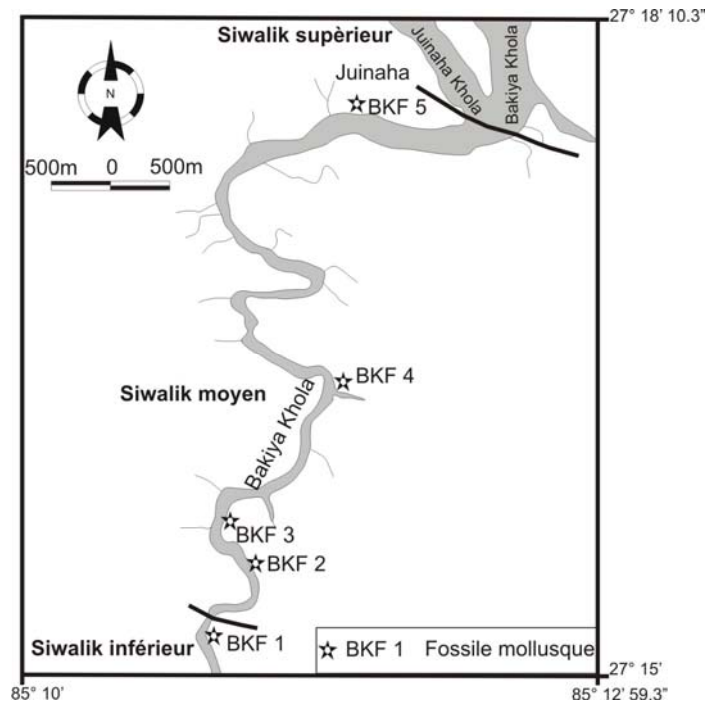 27° 18' 10.3"
Siwalik supèrieur
Juinaha Khola
Bakiya Khola
Juinaha
N
BKF 5
500m 0 500m
BKF 4
Siwalik moyen
Bakiya Khola
BKF 3
BKF 2
BKF 1
Siwalik inférieur
BKF 1 Fossile mollusque
27° 15'
85° 10'
85° 12' 59.3"